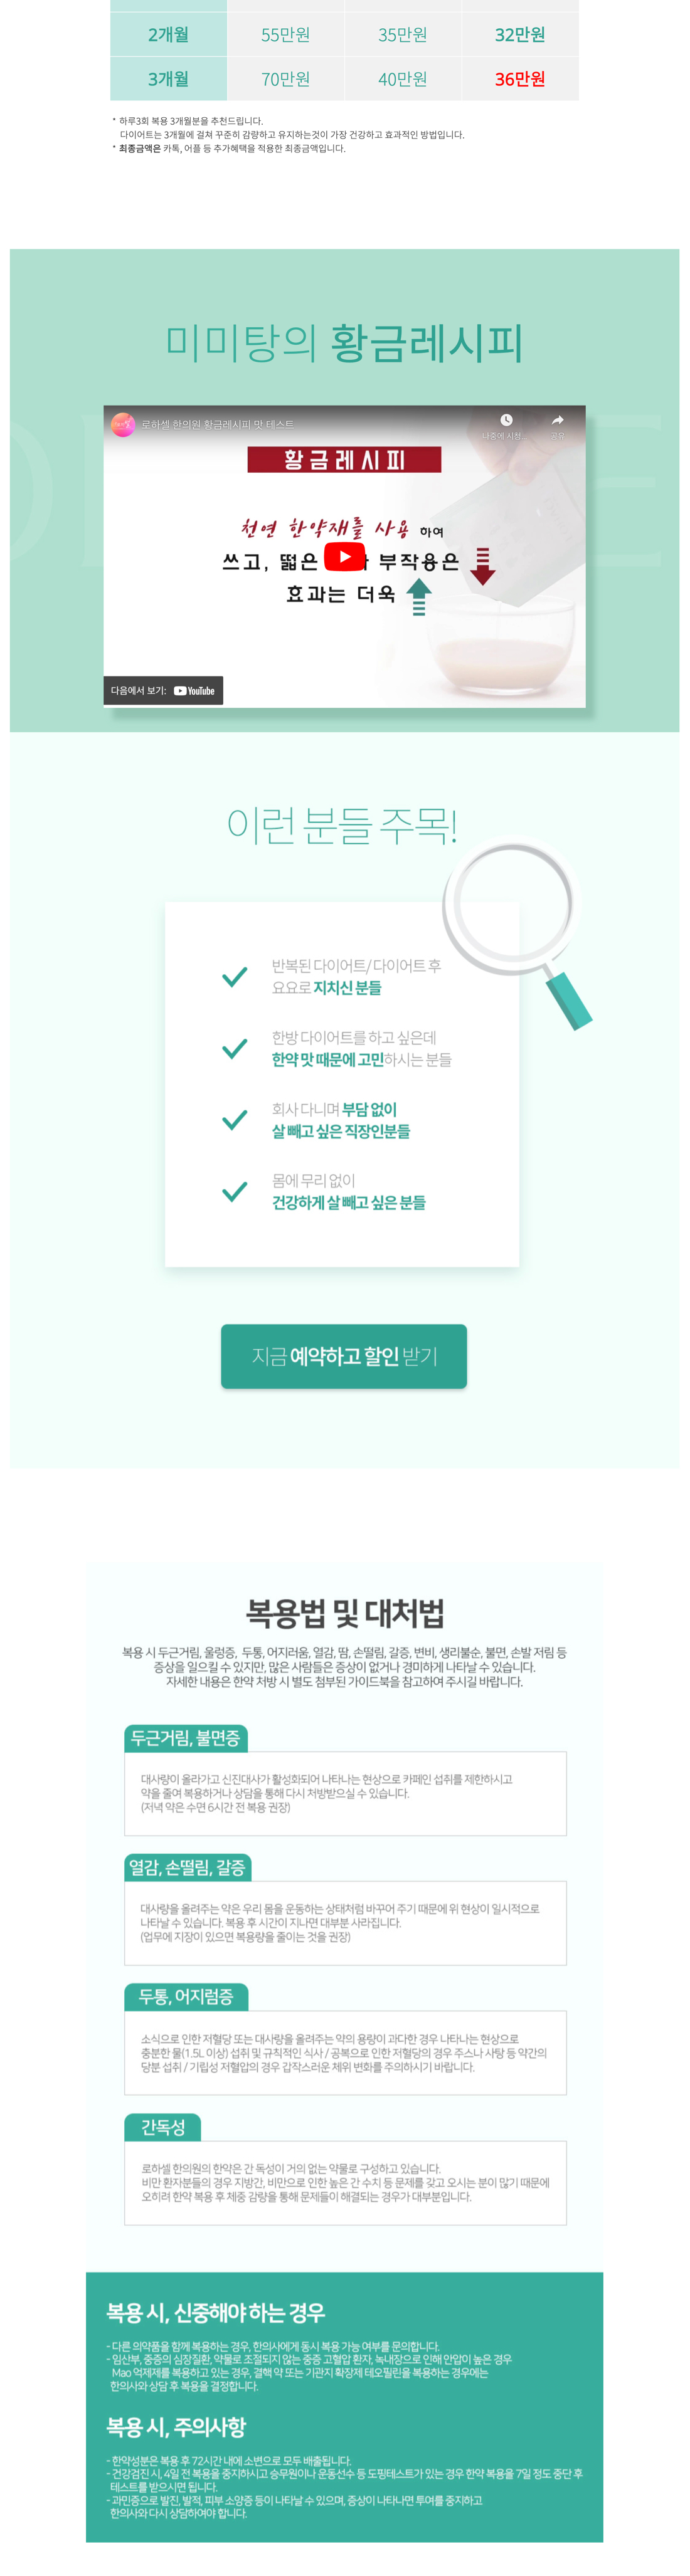 2개월 55만원 35만원 32만원
3개월 70만원 40만원 36만원
* 하루3회 복용 3개월분을 추천드립니다.
다이어트는 3개월에 걸쳐 꾸준히 감량하고 유지하는것이 가장 건강하고 효과적인 방법입니다.
* 최종금액은 카톡, 어플 등 추가혜택을 적용한 최종금액입니다.
미미탕의 황금레시피
로하셀 한의원 황금레시피 맛 테스트
나중에 시청... 공유
황금레시피
천연 한약재를 사용 하여
쓰고, 떫은 부작용은
효과는 더욱
다음에서 보기: YouTube
이런 분들 주목!
반복된 다이어트/다이어트 후
요요로 지치신 분들
한방 다이어트를 하고 싶은데
한약 맛 때문에 고민하시는 분들
회사 다니며 부담 없이
살 빼고 싶은 직장인분들
몸에 무리 없이
건강하게 살 빼고 싶은 분들
지금 예약하고 할인 받기
복용법 및 대처법
복용 시 두근거림, 울렁증, 두통, 어지러움, 열감, 땀, 손떨림, 갈증, 변비, 생리불순, 불면, 손발 저림 등
증상을 일으킬 수 있지만, 많은 사람들은 증상이 없거나 경미하게 나타날 수 있습니다.
자세한 내용은 한약 처방 시 별도 첨부된 가이드북을 참고하여 주시길 바랍니다.
두근거림, 불면증
대사량이 올라가고 신진대사가 활성화되어 나타나는 현상으로 카페인 섭취를 제한하시고
약을 줄여 복용하거나 상담을 통해 다시 처방받으실 수 있습니다.
(저녁 약은 수면 6시간 전 복용 권장)
열감, 손떨림, 갈증
대사량을 올려주는 약은 우리 몸을 운동하는 상태처럼 바꾸어 주기 때문에 위 현상이 일시적으로
나타날 수 있습니다. 복용 후 시간이 지나면 대부분 사라집니다.
(업무에 지장이 있으면 복용량을 줄이는 것을 권장)
두통, 어지럼증
소식으로 인한 저혈당 또는 대사량을 올려주는 약의 용량이 과다한 경우 나타나는 현상으로
충분한 물(1.5L 이상) 섭취 및 규칙적인 식사 / 공복으로 인한 저혈당의 경우 주스나 사탕 등 약간의
당분 섭취 / 기립성 저혈압의 경우 갑작스러운 체위 변화를 주의하시기 바랍니다.
간독성
로하셀 한의원의 한약은 간 독성이 거의 없는 약물로 구성하고 있습니다.
비만 환자분들의 경우 지방간, 비만으로 인한 높은 간 수치 등 문제를 갖고 오시는 분이 많기 때문에
오히려 한약 복용 후 체중 감량을 통해 문제들이 해결되는 경우가 대부분입니다.
복용 시, 신중해야 하는 경우
- 다른 의약품을 함께 복용하는 경우, 한의사에게 동시 복용 가능 여부를 문의합니다.
- 임산부, 중증의 심장질환, 약물로 조절되지 않는 중증 고혈압 환자, 녹내장으로 인해 안압이 높은 경우
Mao 억제제를 복용하고 있는 경우, 결핵 약 또는 기관지 확장제 테오필린을 복용하는 경우에는
한의사와 상담 후 복용을 결정합니다.
복용 시, 주의사항
- 한약성분은 복용 후 72시간 내에 소변으로 모두 배출됩니다.
- 건강검진 시, 4일 전 복용을 중지하시고 승무원이나 운동선수 등 도핑테스트가 있는 경우 한약 복용을 7일 정도 중단 후
테스트를 받으시면 됩니다.
- 과민증으로 발진, 발적, 피부 소양증 등이 나타날 수 있으며, 증상이 나타나면 투여를 중지하고
한의사와 다시 상담하여야 합니다.